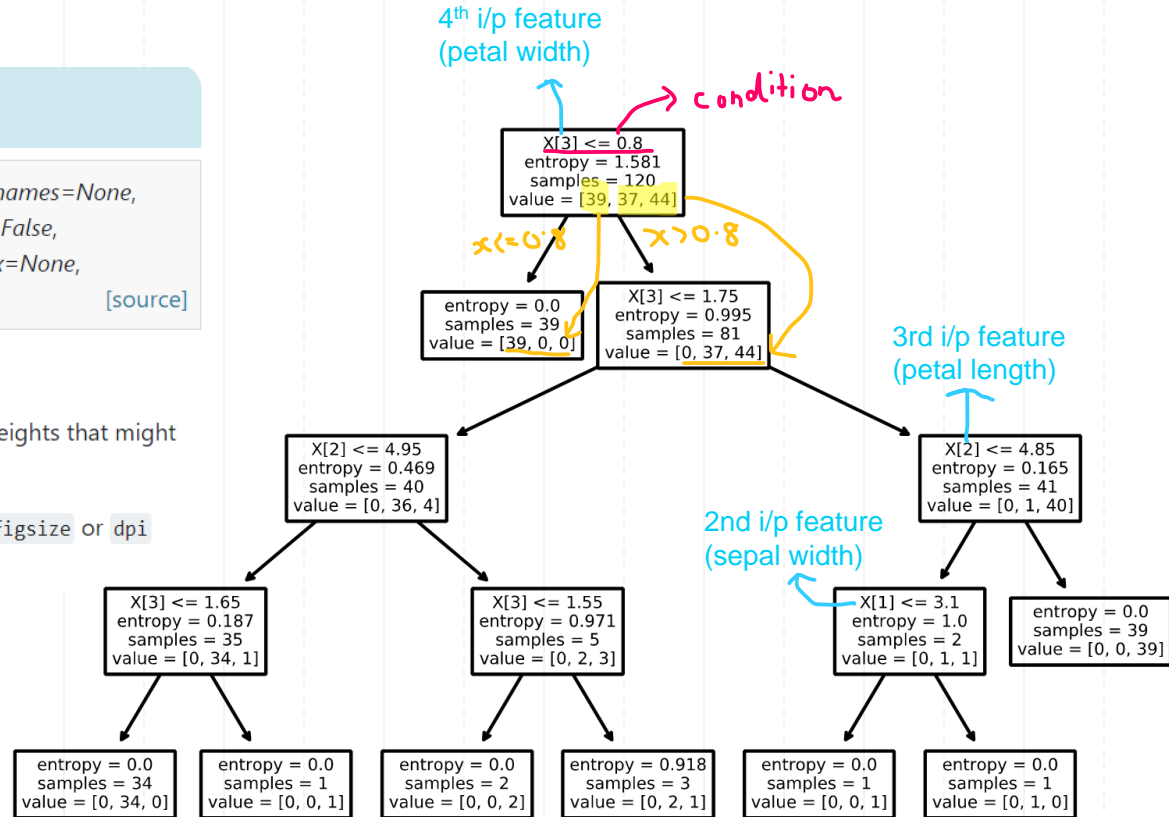 4th i/p feature
(petal width)
condition
names=None,
False,
x=None,
[source]
X[3] <= 0.8
entropy = 1.581
samples = 120
value = [39, 37, 44]
x<=0.8
x>0.8
entropy = 0.0
samples = 39
value = [39, 0, 0]
X[3] <= 1.75
entropy = 0.995
samples = 81
value = [0, 37, 44]
3rd i/p feature
(petal length)
eights that might
figsize or dpi
X[2] <= 4.95
entropy = 0.469
samples = 40
value = [0, 36, 4]
X[2] <= 4.85
entropy = 0.165
samples = 41
value = [0, 1, 40]
2nd i/p feature
(sepal width)
X[3] <= 1.65
entropy = 0.187
samples = 35
value = [0, 34, 1]
X[3] <= 1.55
entropy = 0.971
samples = 5
value = [0, 2, 3]
X[1] <= 3.1
entropy = 1.0
samples = 2
value = [0, 1, 1]
entropy = 0.0
samples = 39
value = [0, 0, 39]
entropy = 0.0
samples = 34
value = [0, 34, 0]
entropy = 0.0
samples = 1
value = [0, 0, 1]
entropy = 0.0
samples = 2
value = [0, 0, 2]
entropy = 0.918
samples = 3
value = [0, 2, 1]
entropy = 0.0
samples = 1
value = [0, 0, 1]
entropy = 0.0
samples = 1
value = [0, 1, 0]